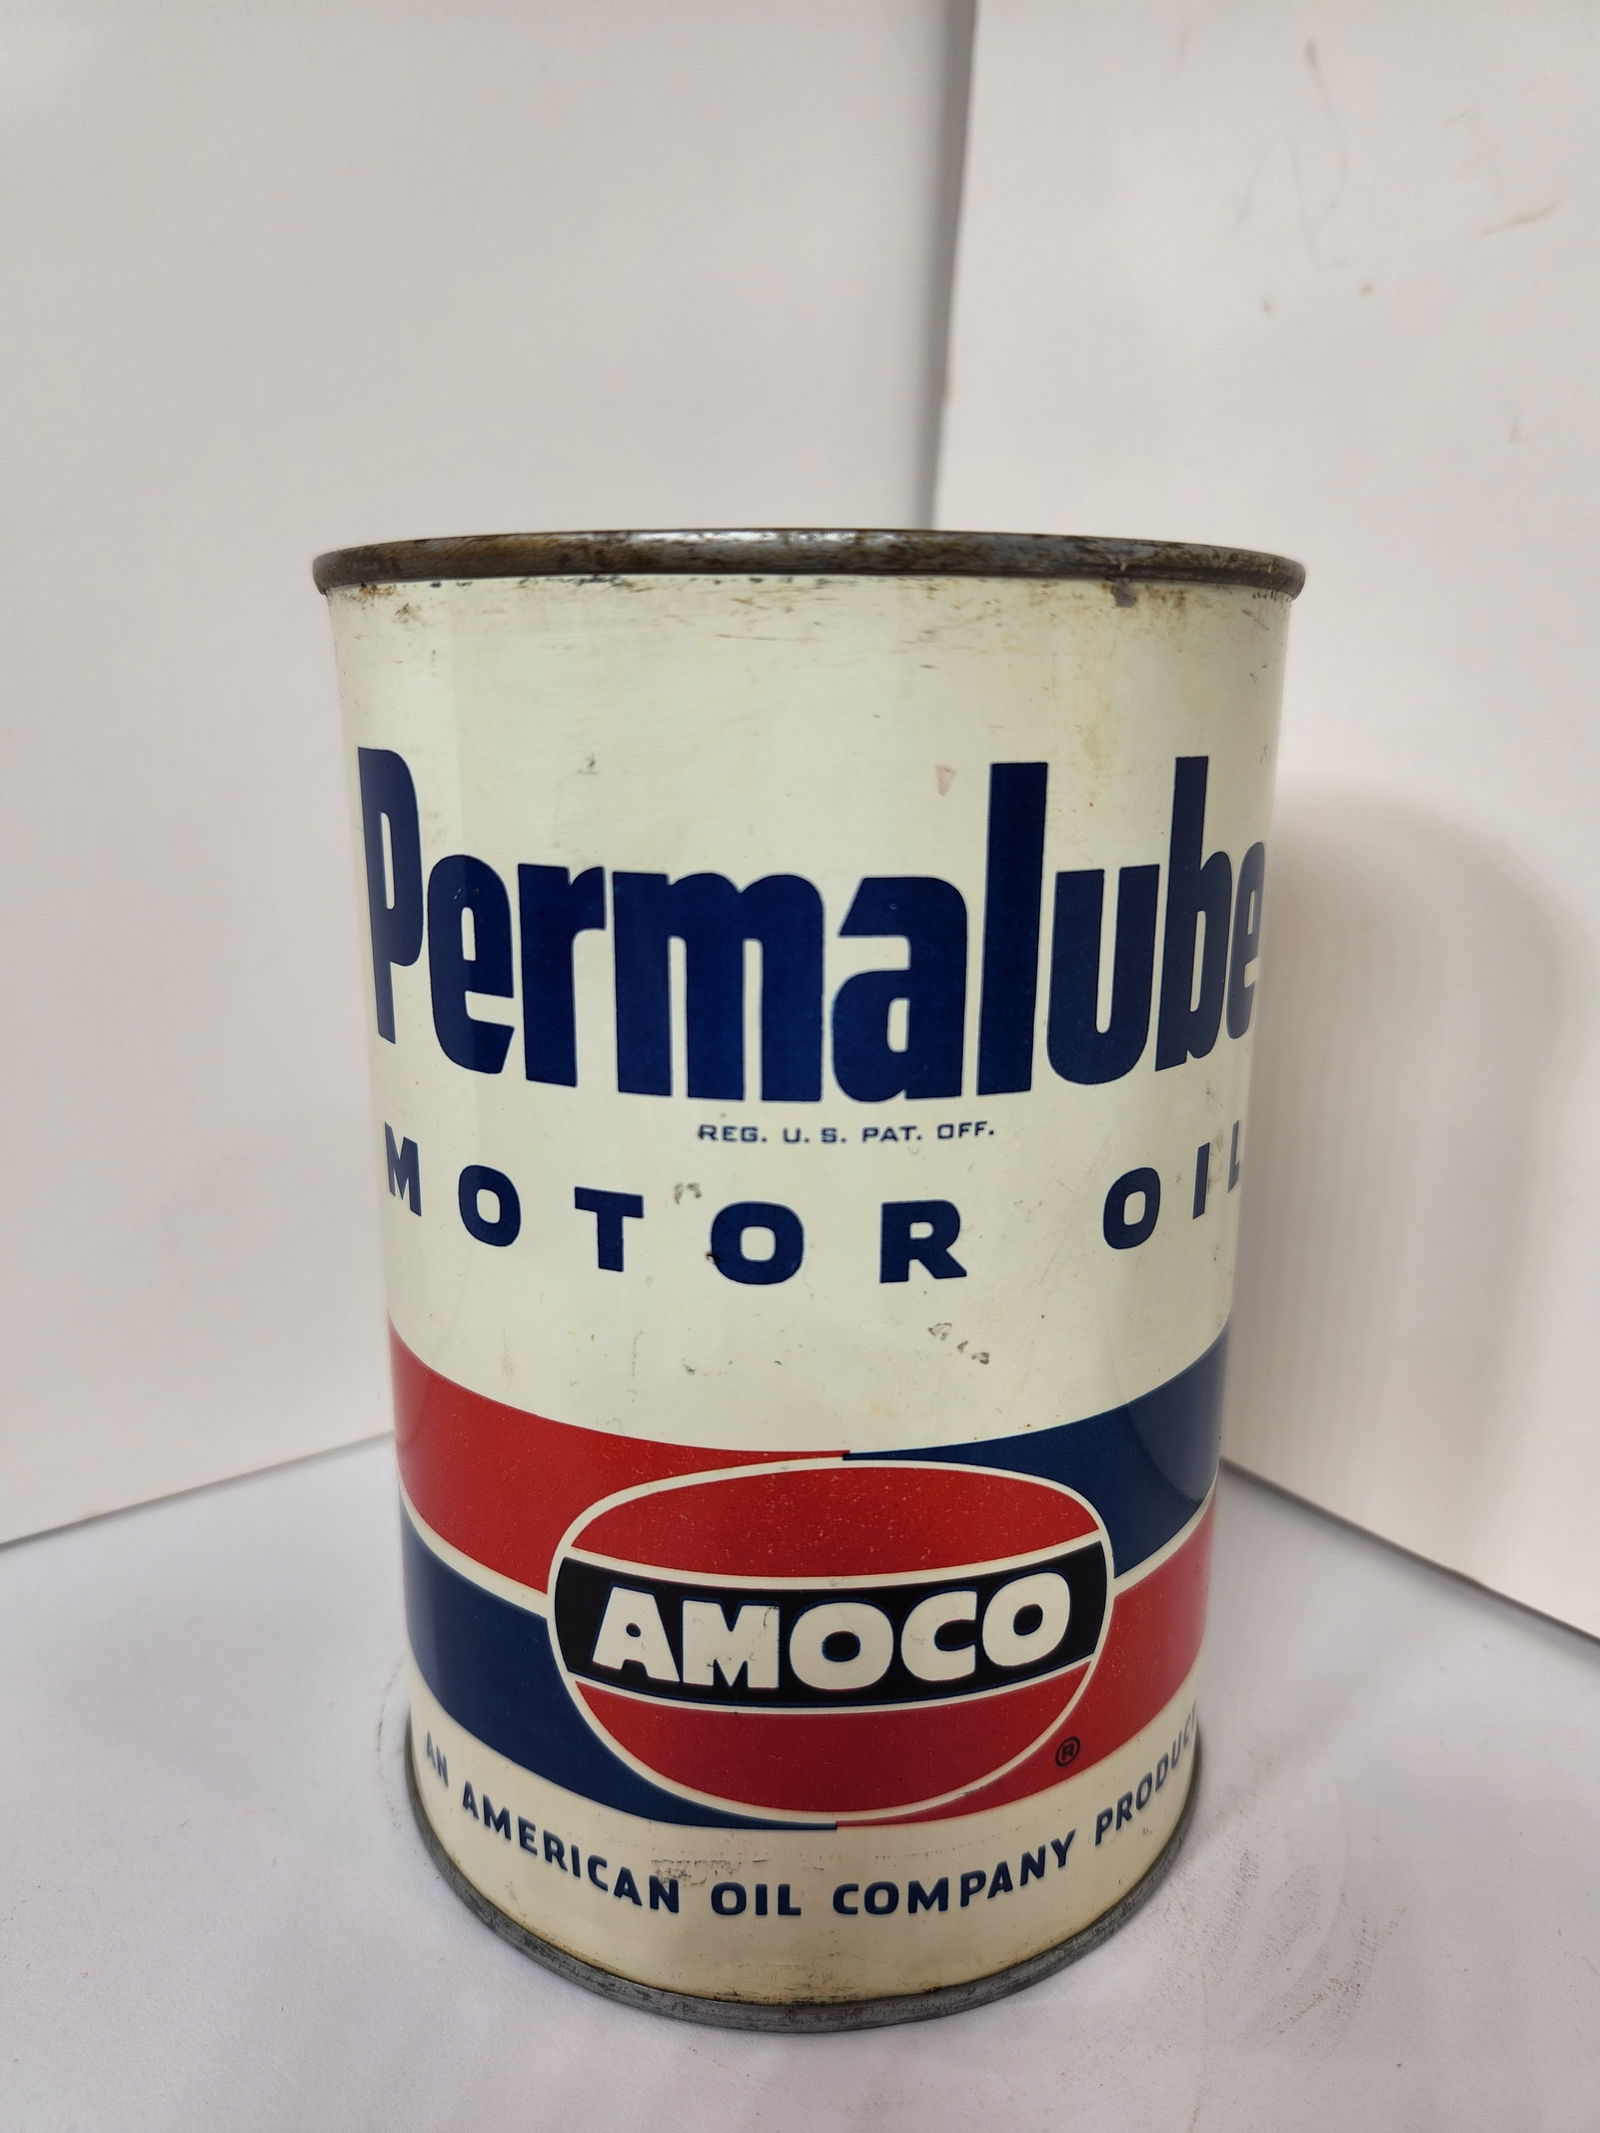 Permalube
REG. U. S. PAT. OFF.
MOTOR OIL
AMOCO
®
AN AMERICAN OIL COMPANY PRODUCT